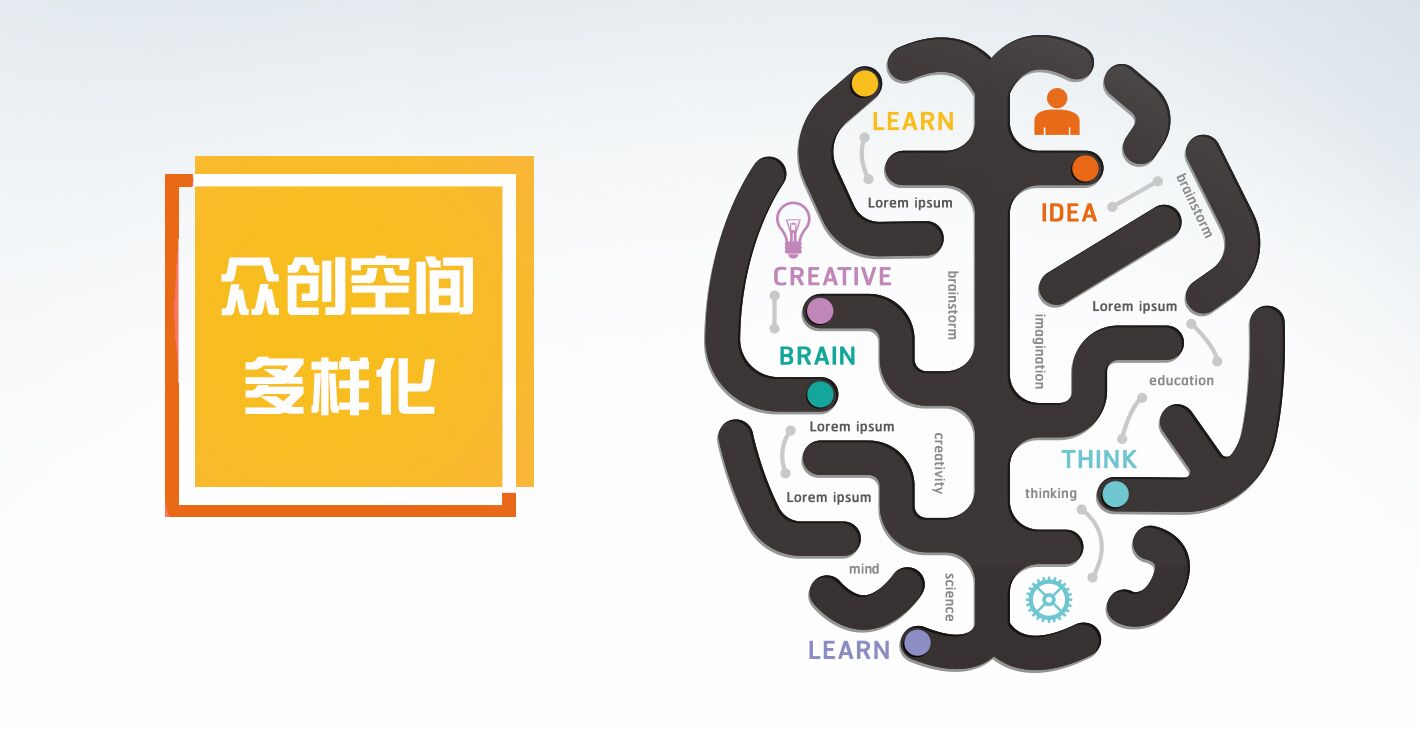 众创空间
多样化
LEARN
Lorem ipsum
IDEA
brainstorm
CREATIVE
brainstorm
imagination
Lorem ipsum
BRAIN
education
Lorem ipsum
creativity
THINK
Lorem ipsum
thinking
mind
science
LEARN